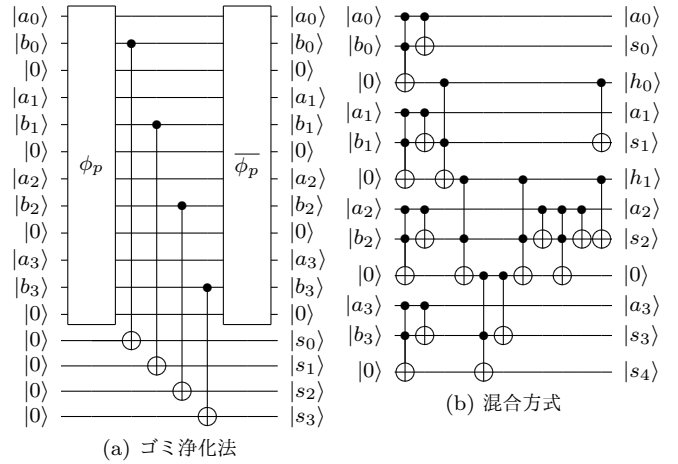 |a₀⟩ |a₀⟩
|b₀⟩ |b₀⟩
|0⟩ |0⟩
|a₁⟩ |a₁⟩
|b₁⟩ |b₁⟩
|0⟩ |0⟩
ϕₚ ϕₚ̅
|a₂⟩ |a₂⟩
|b₂⟩ |b₂⟩
|0⟩ |0⟩
|a₃⟩ |a₃⟩
|b₃⟩ |b₃⟩
|0⟩ |0⟩
|0⟩ |s₀⟩
|0⟩ |s₁⟩
|0⟩ |s₂⟩
|0⟩ |s₃⟩
(a) ゴミ浄化法
|a₀⟩ |a₀⟩
|b₀⟩ |s₀⟩
|0⟩ |h₀⟩
|a₁⟩ |a₁⟩
|b₁⟩ |s₁⟩
|0⟩ |h₁⟩
|a₂⟩ |a₂⟩
|b₂⟩ |s₂⟩
|0⟩ |0⟩
|a₃⟩ |a₃⟩
|b₃⟩ |s₃⟩
|0⟩ |s₄⟩
(b) 混合方式